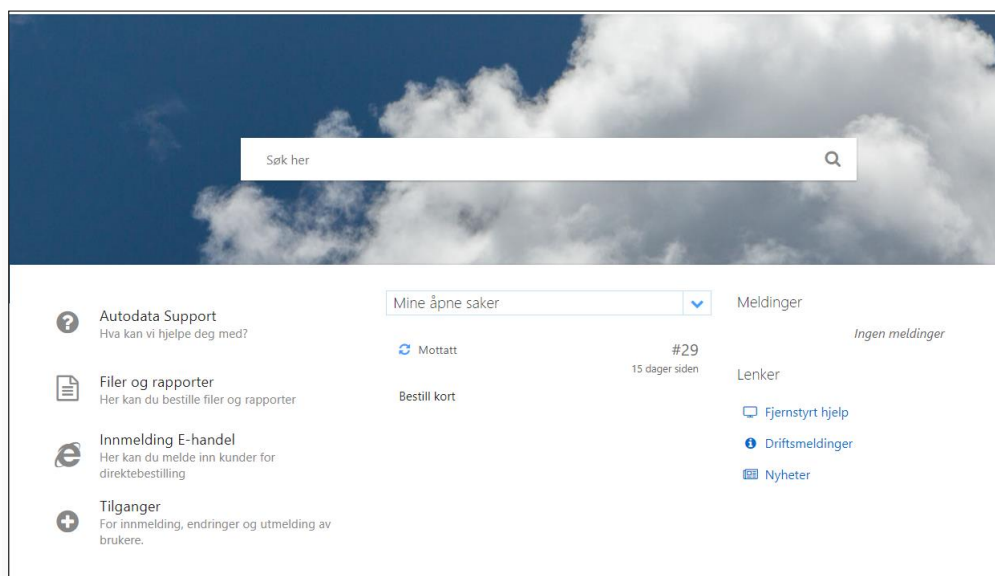 Søk her
Autodata Support
Hva kan vi hjelpe deg med?
Filer og rapporter
Her kan du bestille filer og rapporter
Innmelding E-handel
Her kan du melde inn kunder for
direktebestilling
Tilganger
For innmelding, endringer og utmelding av
brukere.
Mine åpne saker
Mottatt
#29
15 dager siden
Bestill kort
Meldinger
Ingen meldinger
Lenker
Fjernstyrt hjelp
Driftsmeldinger
Nyheter